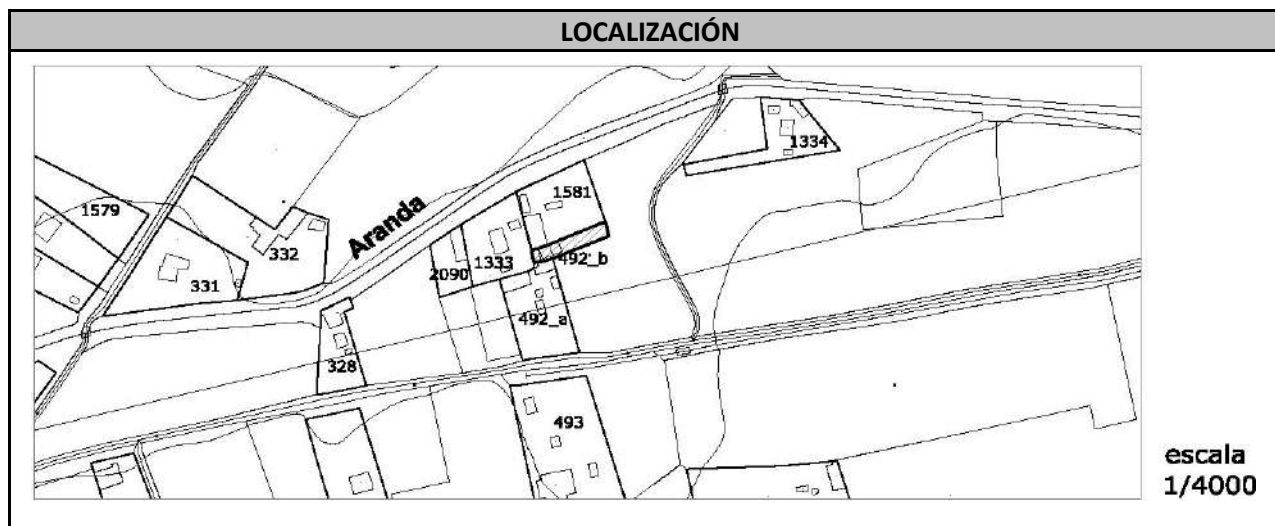 LOCALIZACIÓN
1334
1581
1579
Aranda
332
492_b
2090
1333
331
492_a
328
493
escala
1/4000